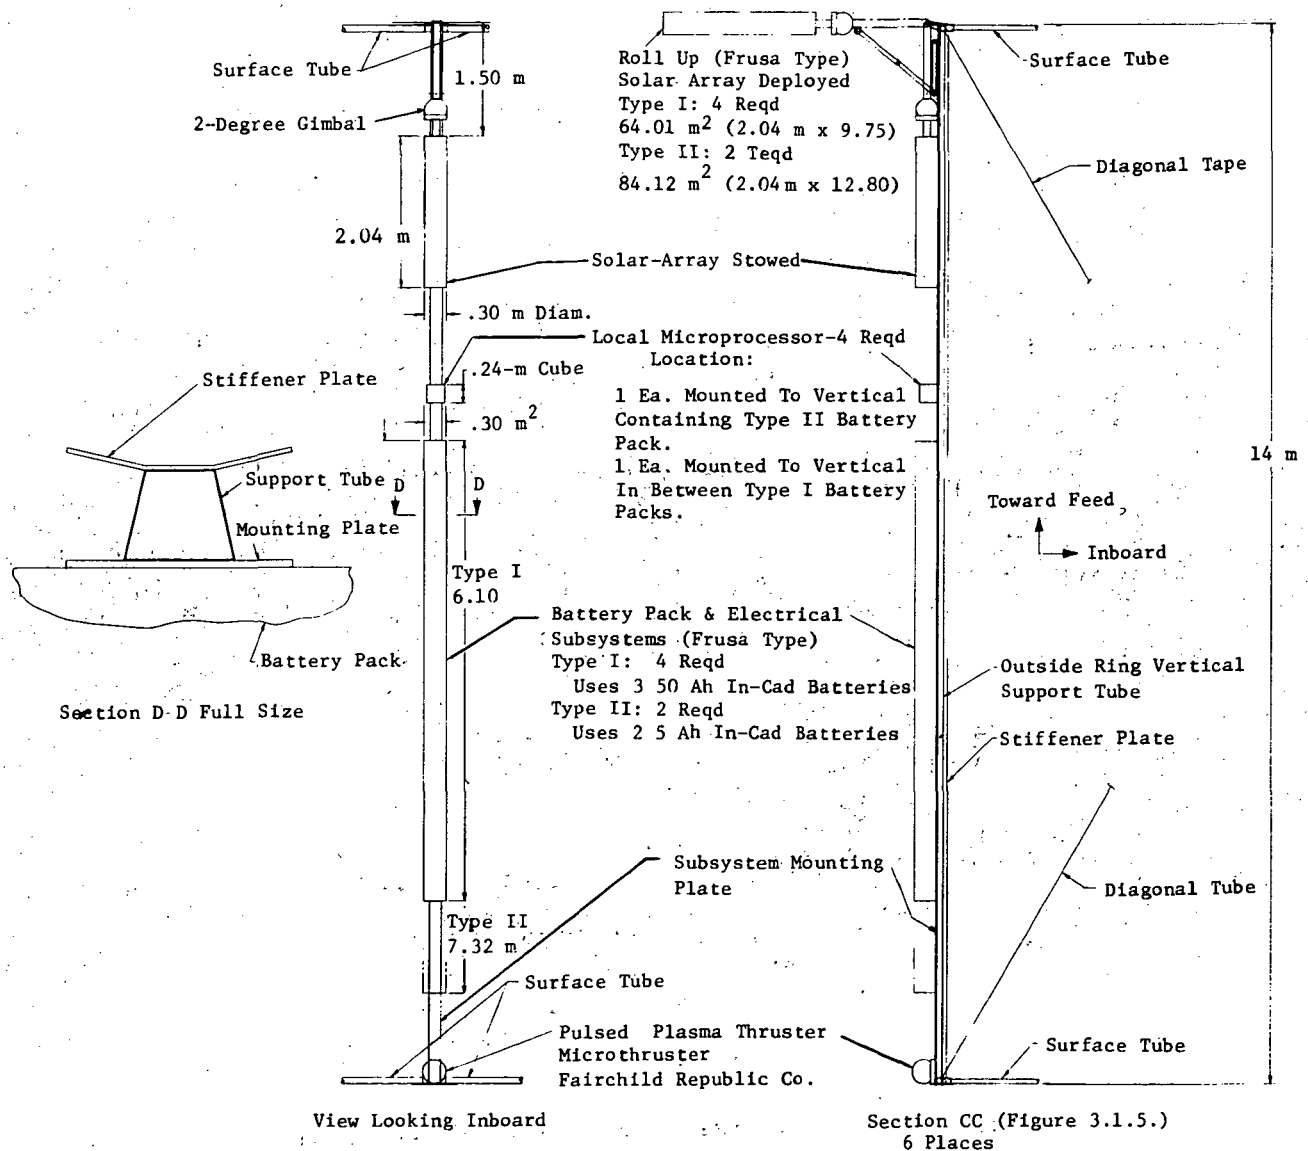 Surface Tube
1.50 m
2-Degree Gimbal
2.04 m
Roll Up (Frusa Type)
Solar Array Deployed
Type I: 4 Reqd
64.01 m² (2.04 m x 9.75)
Type II: 2 Teqd
84.12 m² (2.04m x 12.80)
Surface Tube
Diagonal Tape
Solar-Array Stowed
.30 m Diam.
Local Microprocessor-4 Reqd
Location:
.24-m Cube
1 Ea. Mounted To Vertical
Containing Type II Battery
Pack.
1 Ea. Mounted To Vertical
In Between Type I Battery
Packs.
.30 m²
Stiffener Plate
Support Tube
D
D
Mounting Plate
Battery Pack
Section D-D Full Size
14 m
Toward Feed
Inboard
Type I
6.10
Battery Pack & Electrical
Subsystems (Frusa Type)
Type I: 4 Reqd
Uses 3 50 Ah In-Cad Batteries
Type II: 2 Reqd
Uses 2 5 Ah In-Cad Batteries
Outside Ring Vertical
Support Tube
Stiffener Plate
Subsystem Mounting
Plate
Diagonal Tube
Type II
7.32 m
Surface Tube
Pulsed Plasma Thruster
Microthruster
Fairchild Republic Co.
Surface Tube
View Looking Inboard
Section CC (Figure 3.1.5.)
6 Places